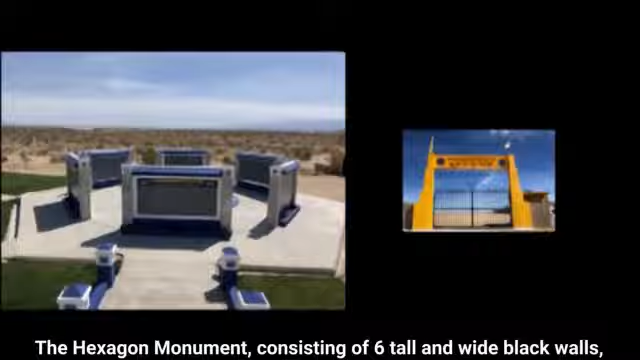 The Hexagon Monument, consisting of 6 tall and wide black walls,